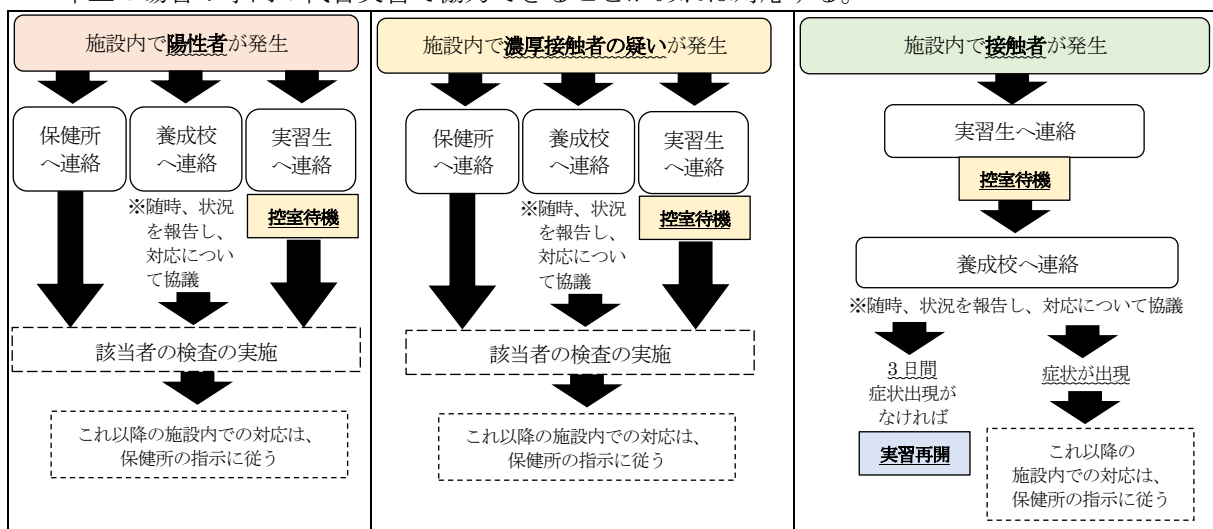 施設内で陽性者が発生
保健所
へ連絡
養成校
へ連絡
実習生
へ連絡
※随時、状況
を報告し、
対応につい
て協議
控室待機
該当者の検査の実施
これ以降の施設内での対応は、
保健所の指示に従う
施設内で濃厚接触者の疑いが発生
保健所
へ連絡
養成校
へ連絡
実習生
へ連絡
※随時、状況
を報告し、
対応につい
て協議
控室待機
該当者の検査の実施
これ以降の施設内での対応は、
保健所の指示に従う
施設内で接触者が発生
実習生へ連絡
控室待機
養成校へ連絡
※随時、状況を報告し、対応について協議
3日間
症状出現が
なければ
実習再開
症状が出現
これ以降の
施設内での対応は、
保健所の指示に従う